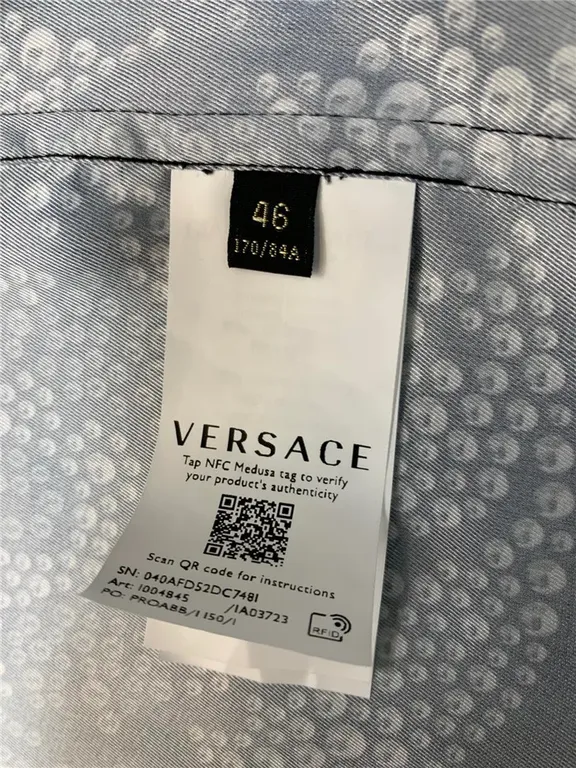 46
170/84A
VERSACE
Tap NFC Medusa tag to verify
your product's authenticity
Scan QR code for instructions
SN: 040AFD52DC7481
Art: 1004845 /1A03723
PO: PROABB/1150/1
RFID